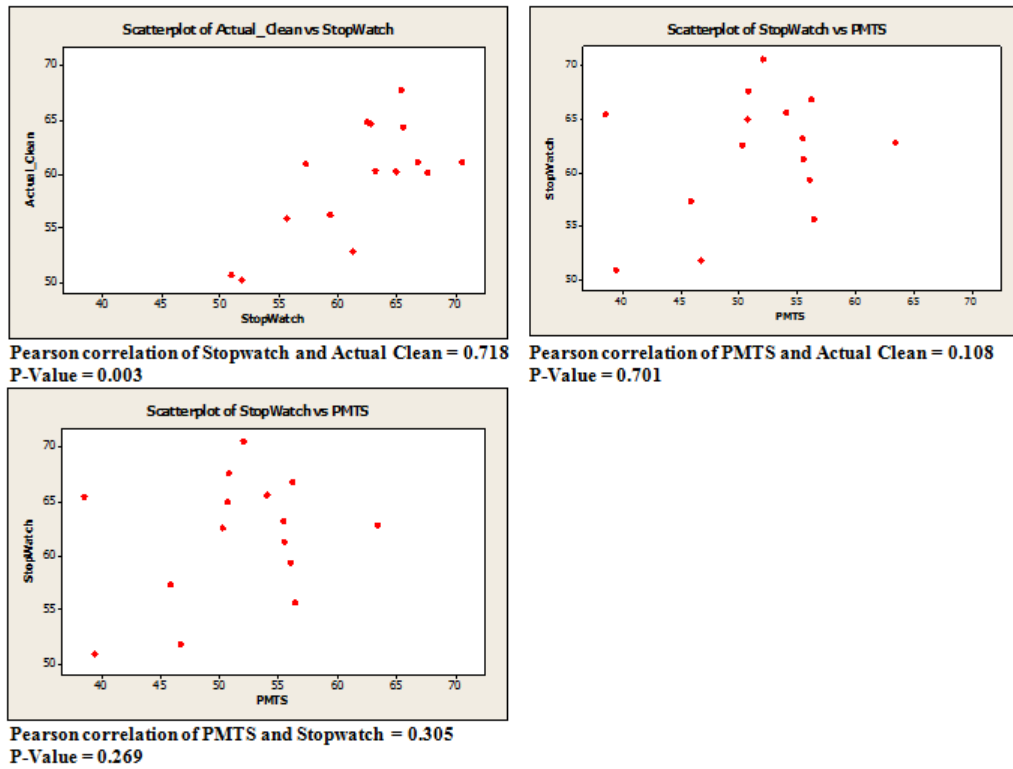 Scatterplot of Actual_Clean vs StopWatch
70
65
60
55
50
Actual_Clean
40 45 50 55 60 65 70
StopWatch
Pearson correlation of Stopwatch and Actual Clean = 0.718
P-Value = 0.003
Scatterplot of StopWatch vs PMTS
70
65
60
55
50
StopWatch
40 45 50 55 60 65 70
PMTS
Pearson correlation of PMTS and Actual Clean = 0.108
P-Value = 0.701
Scatterplot of StopWatch vs PMTS
70
65
60
55
50
StopWatch
40 45 50 55 60 65 70
PMTS
Pearson correlation of PMTS and Stopwatch = 0.305
P-Value = 0.269